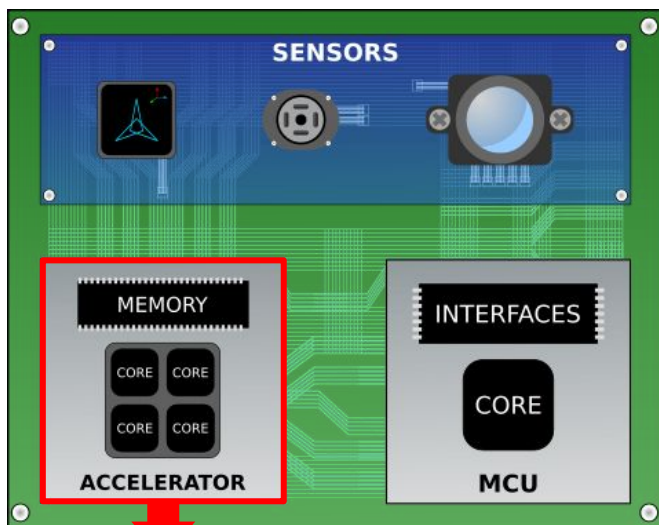 SENSORS
MEMORY
CORE CORE
CORE CORE
ACCELERATOR
INTERFACES
CORE
MCU